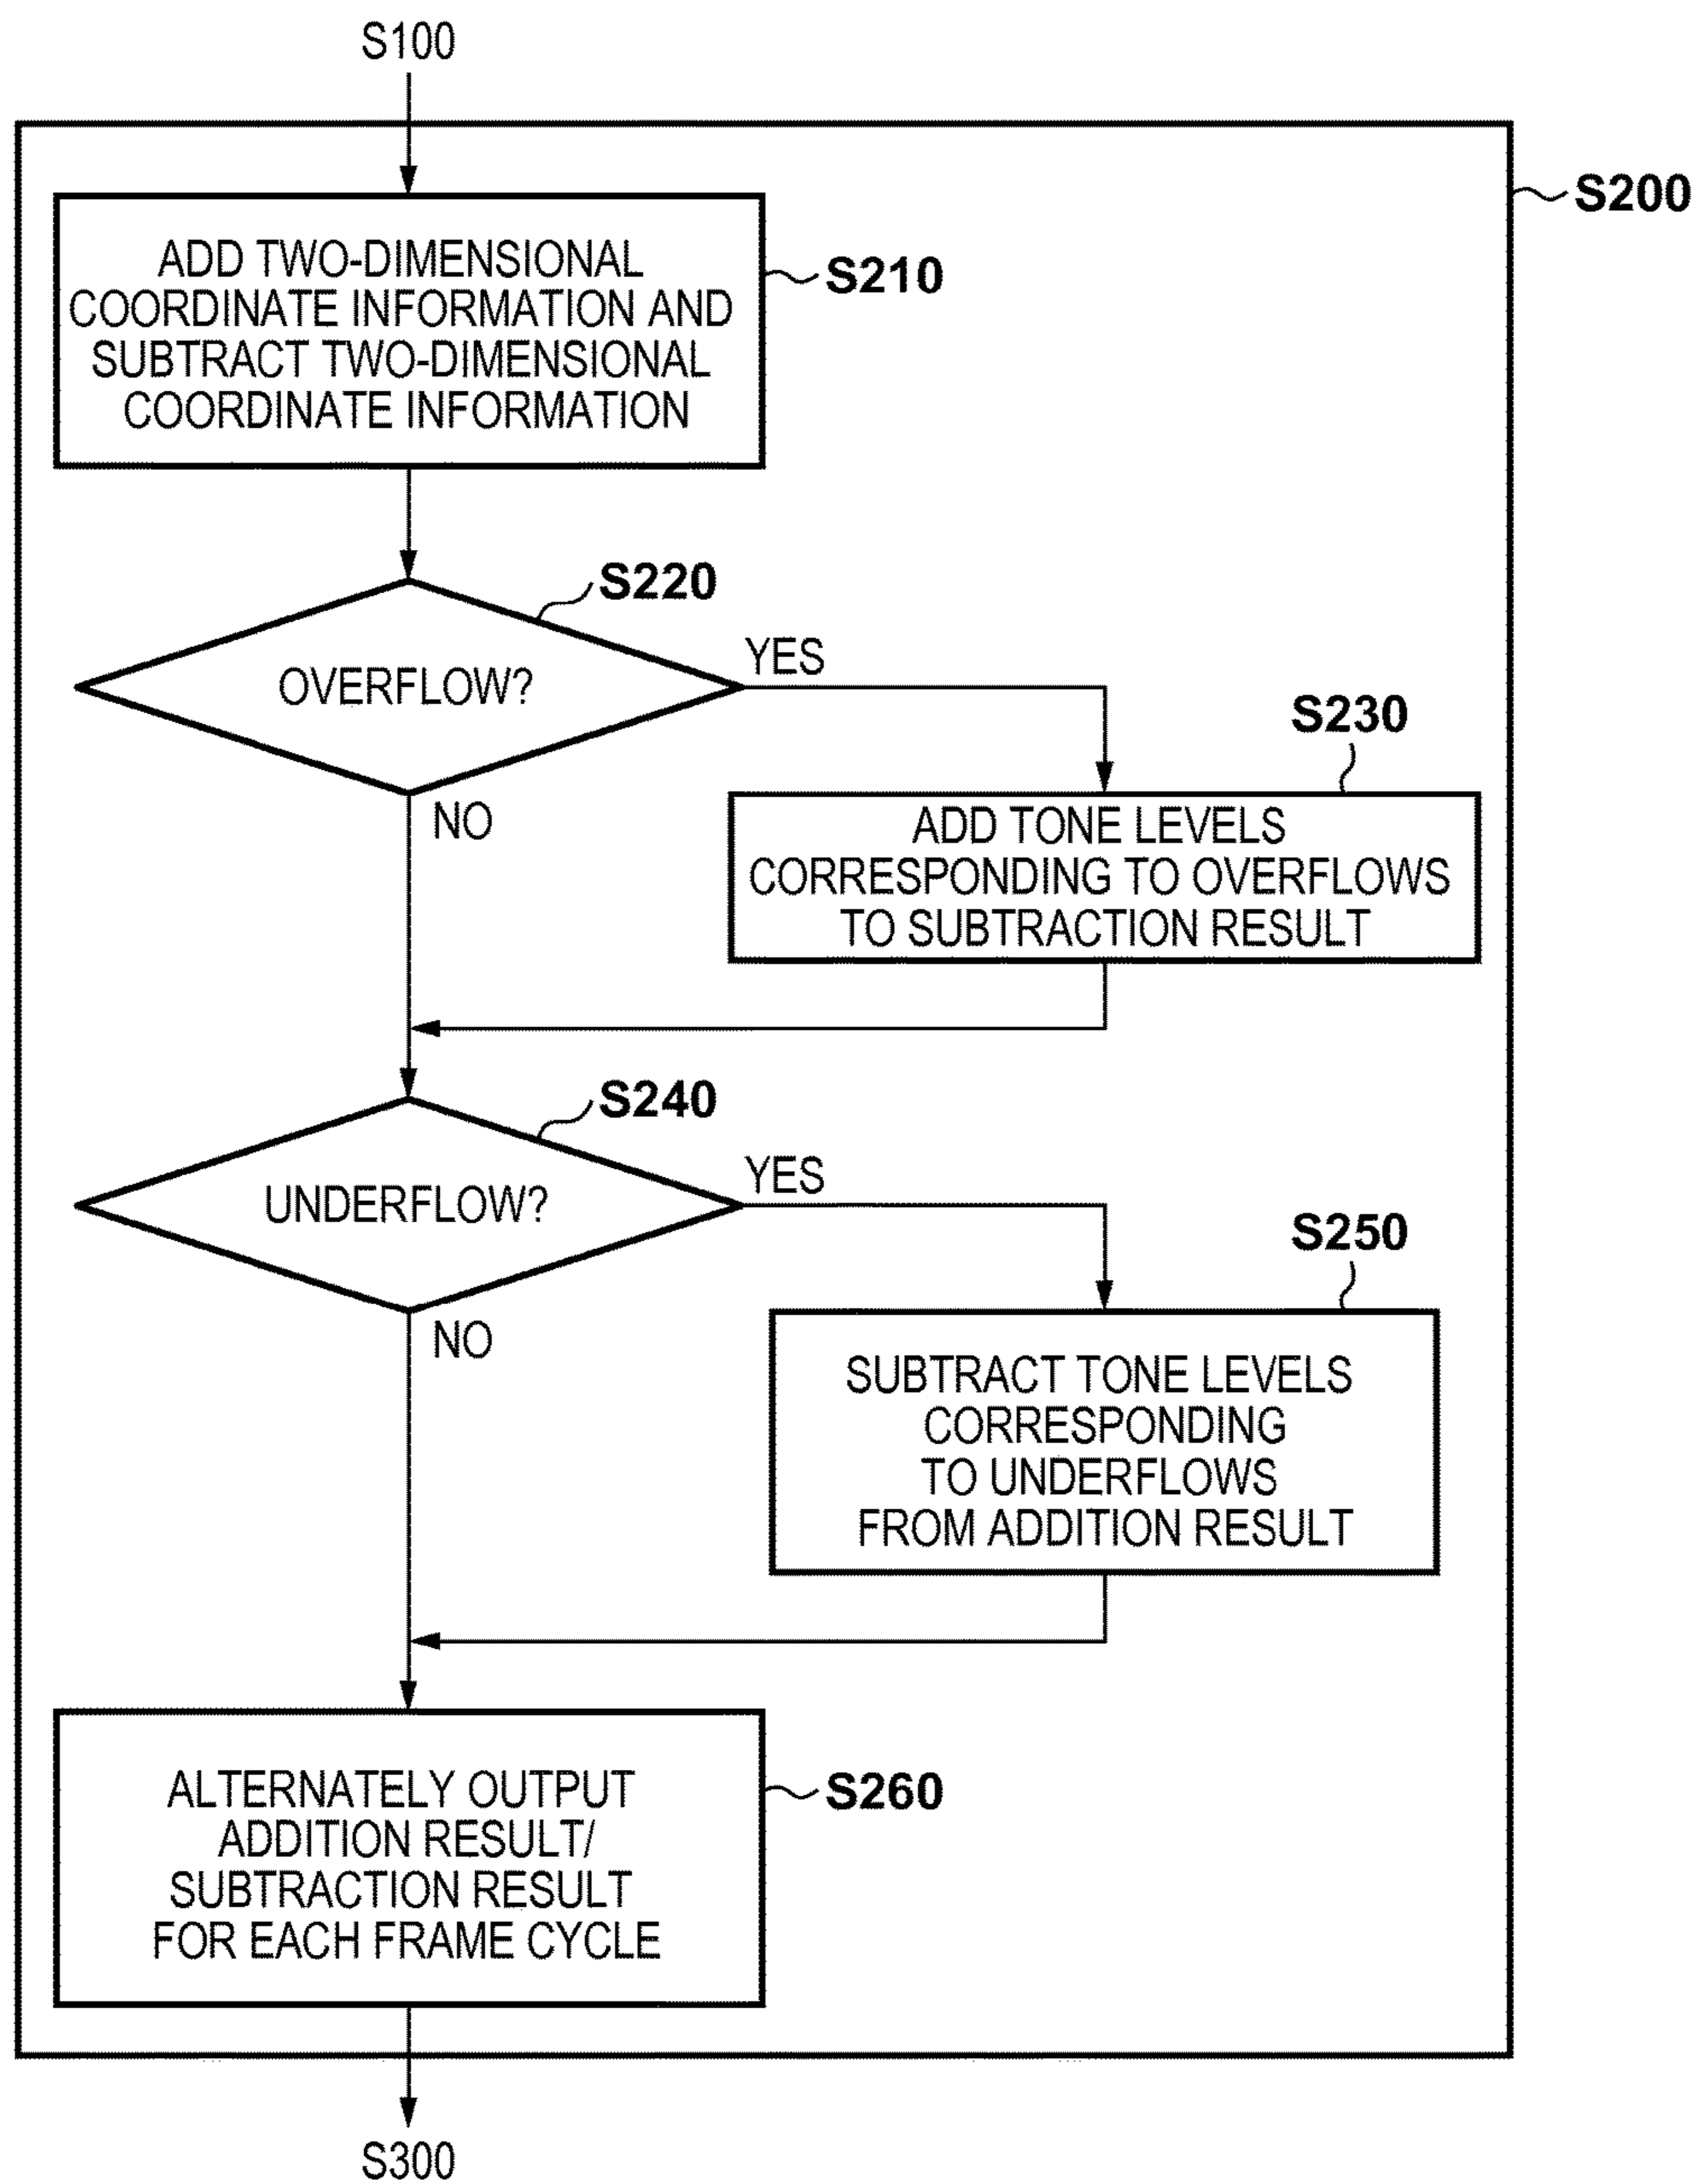 S100
S200
ADD TWO-DIMENSIONAL
COORDINATE INFORMATION AND
SUBTRACT TWO-DIMENSIONAL
COORDINATE INFORMATION
S210
S220
OVERFLOW?
YES
NO
S230
ADD TONE LEVELS
CORRESPONDING TO OVERFLOWS
TO SUBTRACTION RESULT
S240
UNDERFLOW?
YES
NO
S250
SUBTRACT TONE LEVELS
CORRESPONDING
TO UNDERFLOWS
FROM ADDITION RESULT
ALTERNATELY OUTPUT
ADDITION RESULT/
SUBTRACTION RESULT
FOR EACH FRAME CYCLE
S260
S300